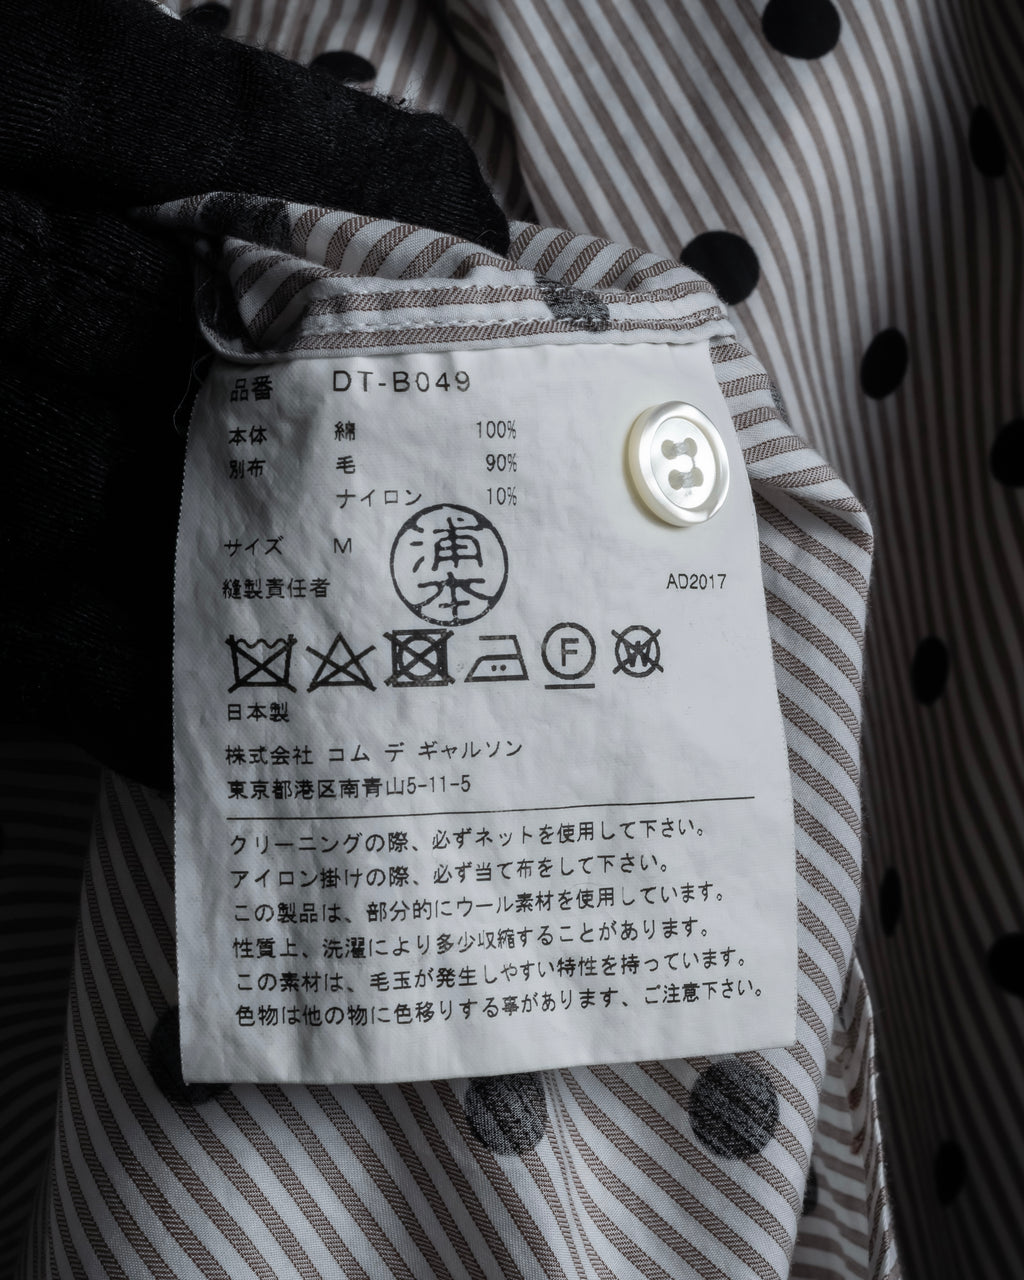 品番 DT-B049
本体 綿 100%
別布 毛 90%
ナイロン 10%
サイズ M
縫製責任者 浦本
AD2017
F
W
日本製
株式会社 コム デ ギャルソン
東京都港区南青山5-11-5
クリーニングの際、必ずネットを使用して下さい。
アイロン掛けの際、必ず当て布をして下さい。
この製品は、部分的にウール素材を使用しています。
性質上、洗濯により多少収縮することがあります。
この素材は、毛玉が発生しやすい特性を持っています。
色物は他の物に色移りする事があります、ご注意下さい。